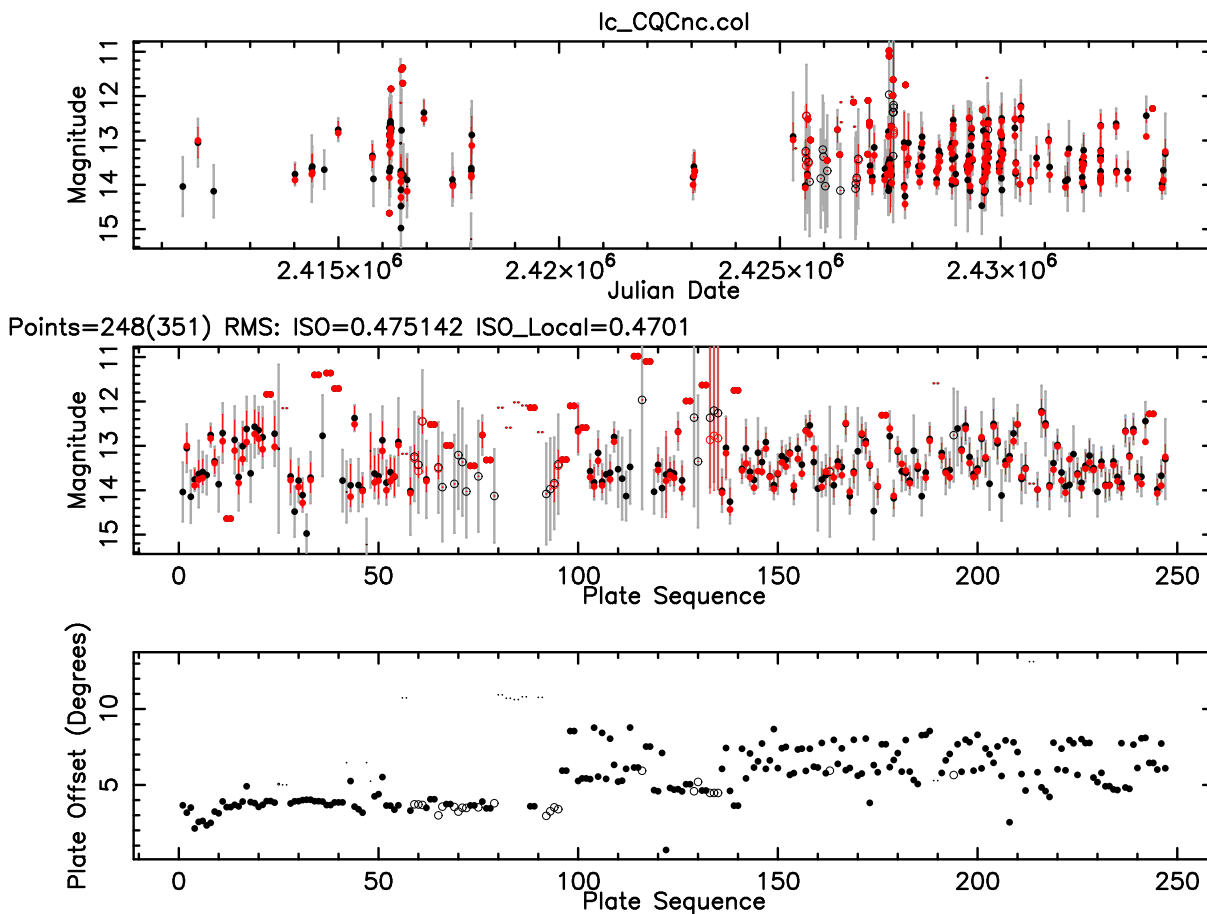 lc_CQCnc.col
11
12
13
14
15
Magnitude
2.415×10⁶ 2.42×10⁶ 2.425×10⁶ 2.43×10⁶
Julian Date
Points=248(351) RMS: ISO=0.475142 ISO_Local=0.4701
11
12
13
14
15
Magnitude
0 50 100 150 200 250
Plate Sequence
10
5
Plate Offset (Degrees)
0 50 100 150 200 250
Plate Sequence